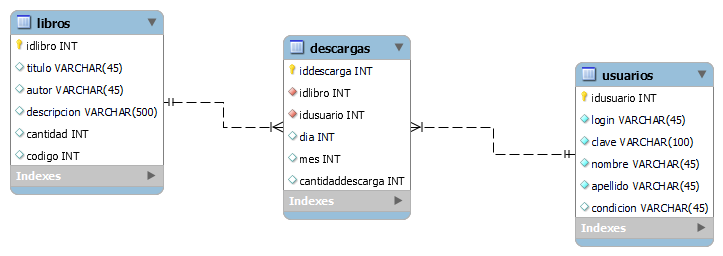 libros
idlibro INT
titulo VARCHAR(45)
autor VARCHAR(45)
descripcion VARCHAR(500)
cantidad INT
codigo INT
Indexes
descargas
iddescarga INT
idlibro INT
idusuario INT
dia INT
mes INT
cantidaddescarga INT
Indexes
usuarios
idusuario INT
login VARCHAR(45)
clave VARCHAR(100)
nombre VARCHAR(45)
apellido VARCHAR(45)
condicion VARCHAR(45)
Indexes